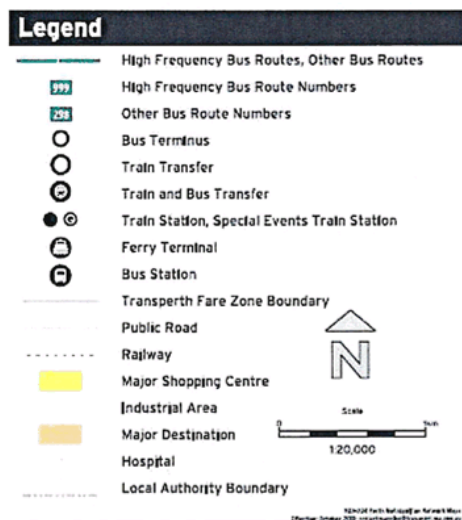 Legend
High Frequency Bus Routes, Other Bus Routes
999 High Frequency Bus Route Numbers
298 Other Bus Route Numbers
Bus Terminus
Train Transfer
Train and Bus Transfer
Train Station, Special Events Train Station
Ferry Terminal
Bus Station
Transperth Fare Zone Boundary
Public Road
Railway
Major Shopping Centre
Industrial Area
Major Destination
Hospital
Local Authority Boundary
N
Scale
0 1km
1:20,000